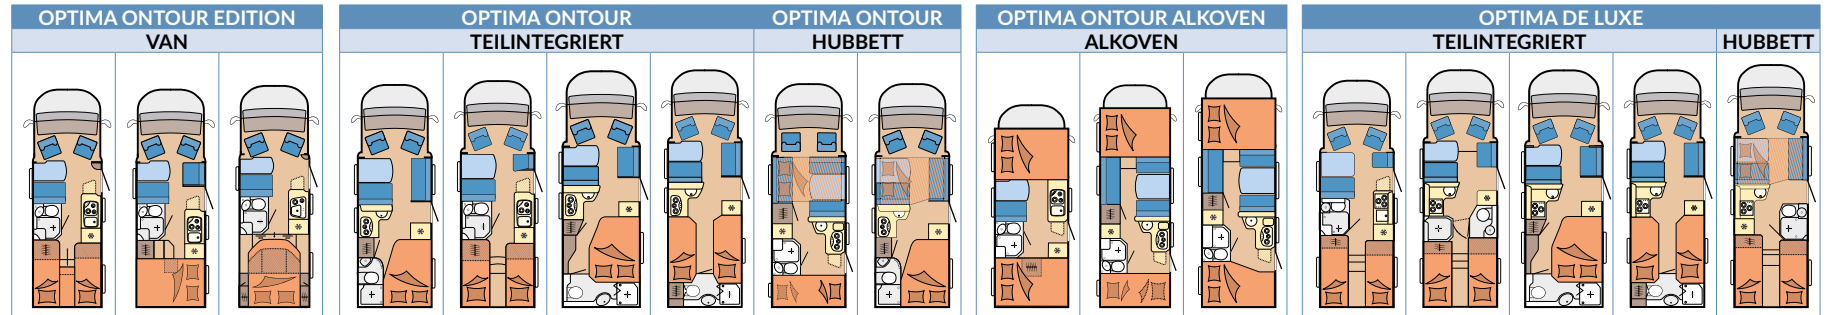 OPTIMA ONTOUR EDITION
VAN
OPTIMA ONTOUR
OPTIMA ONTOUR
TEILINTEGRIERT
HUBBETT
OPTIMA ONTOUR ALKOVEN
ALKOVEN
OPTIMA DE LUXE
TEILINTEGRIERT
HUBBETT